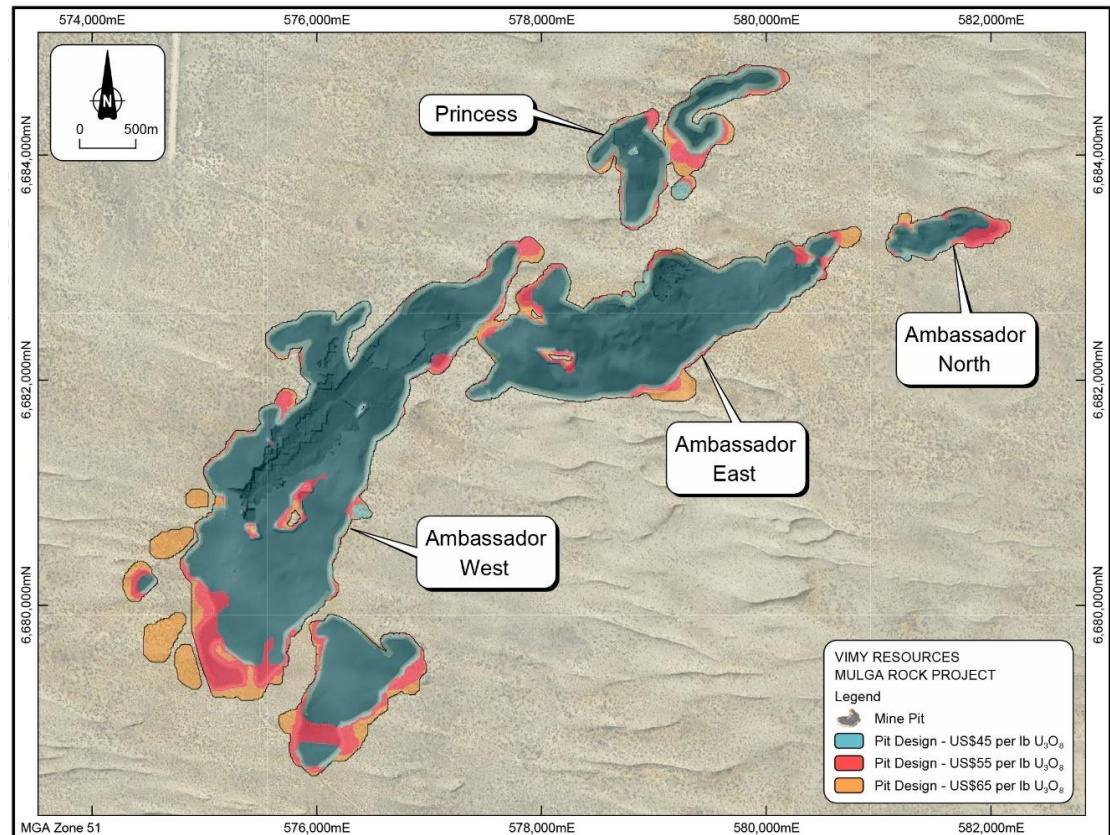 574,000mE
576,000mE
578,000mE
580,000mE
582,000mE
N
0 500m
6,684,000mN
6,684,000mN
Princess
Ambassador
North
6,682,000mN
6,682,000mN
Ambassador
East
Ambassador
West
6,680,000mN
6,680,000mN
VIMY RESOURCES
MULGA ROCK PROJECT
Legend
Mine Pit
Pit Design - US$45 per lb U₃O₈
Pit Design - US$55 per lb U₃O₈
Pit Design - US$65 per lb U₃O₈
MGA Zone 51
574,000mE
576,000mE
578,000mE
580,000mE
582,000mE